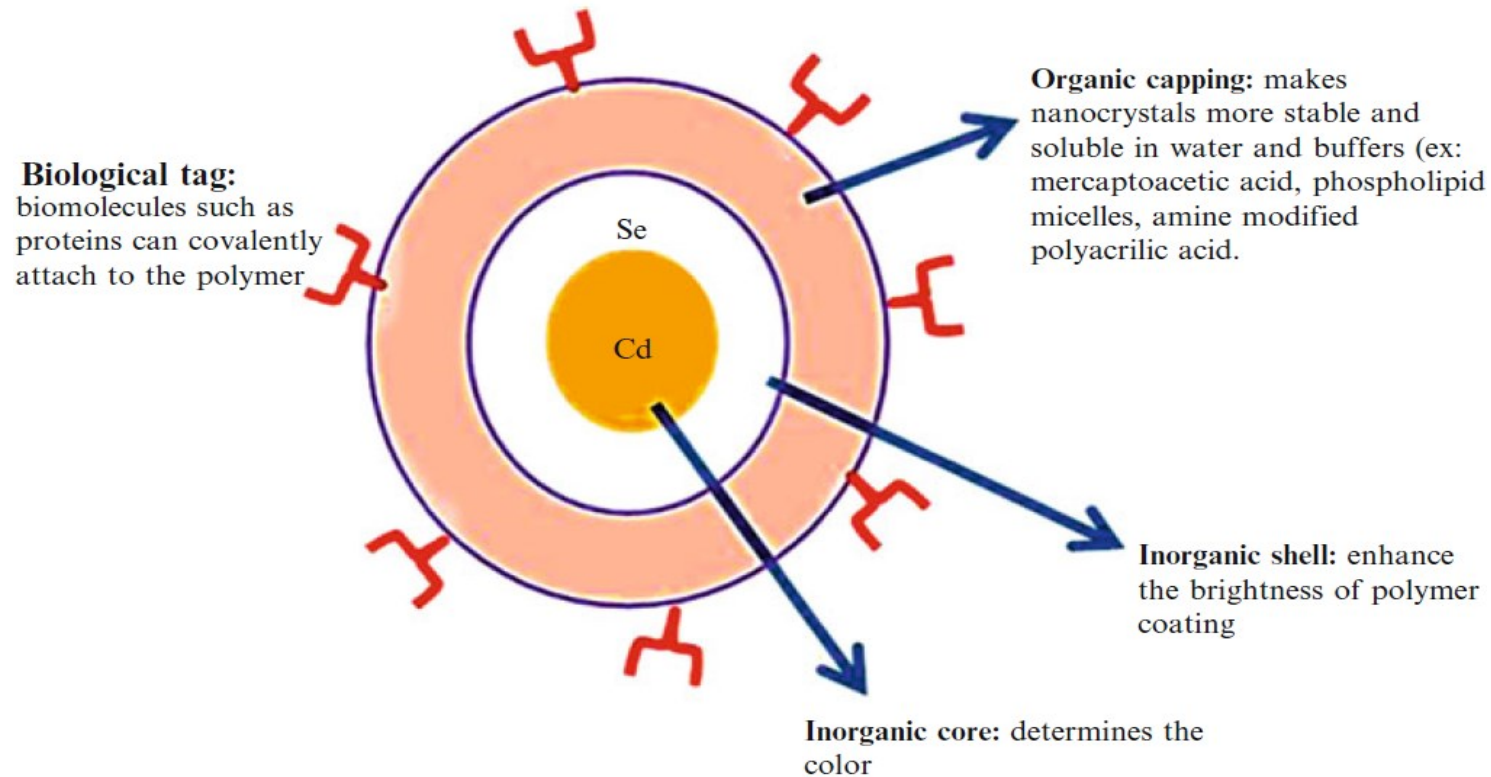 Organic capping: makes
nanocrystals more stable and
soluble in water and buffers (ex:
mercaptoacetic acid, phospholipid
micelles, amine modified
polyacrilic acid.
Biological tag:
biomolecules such as
proteins can covalently
attach to the polymer
Se
Cd
Inorganic shell: enhance
the brightness of polymer
coating
Inorganic core: determines the
color